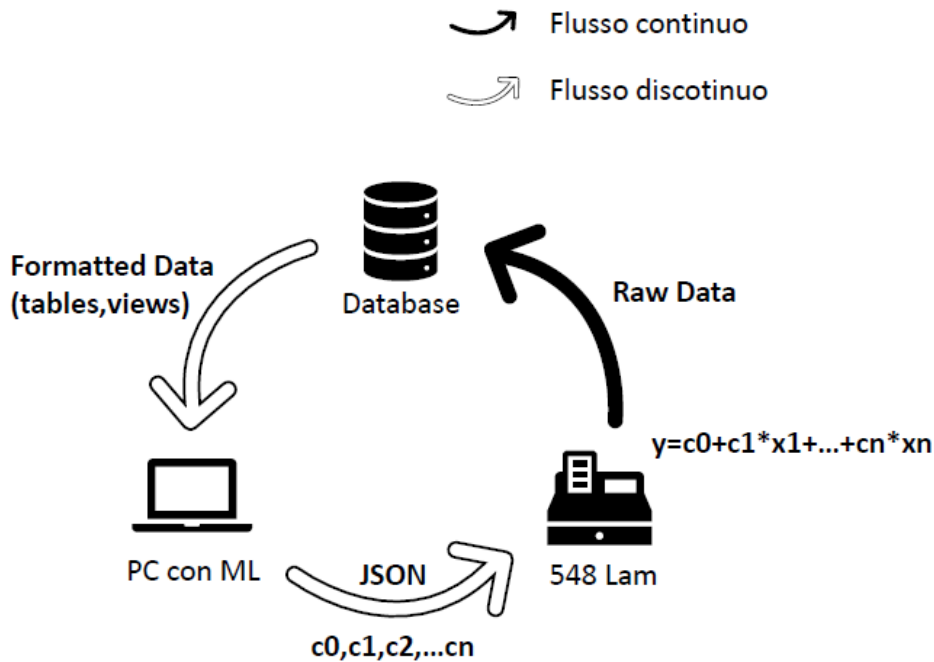 Flusso continuo
Flusso discotinuo
Formatted Data
(tables,views)
Database
Raw Data
y=c0+c1*x1+...+cn*xn
PC con ML
JSON
548 Lam
c0,c1,c2,...cn